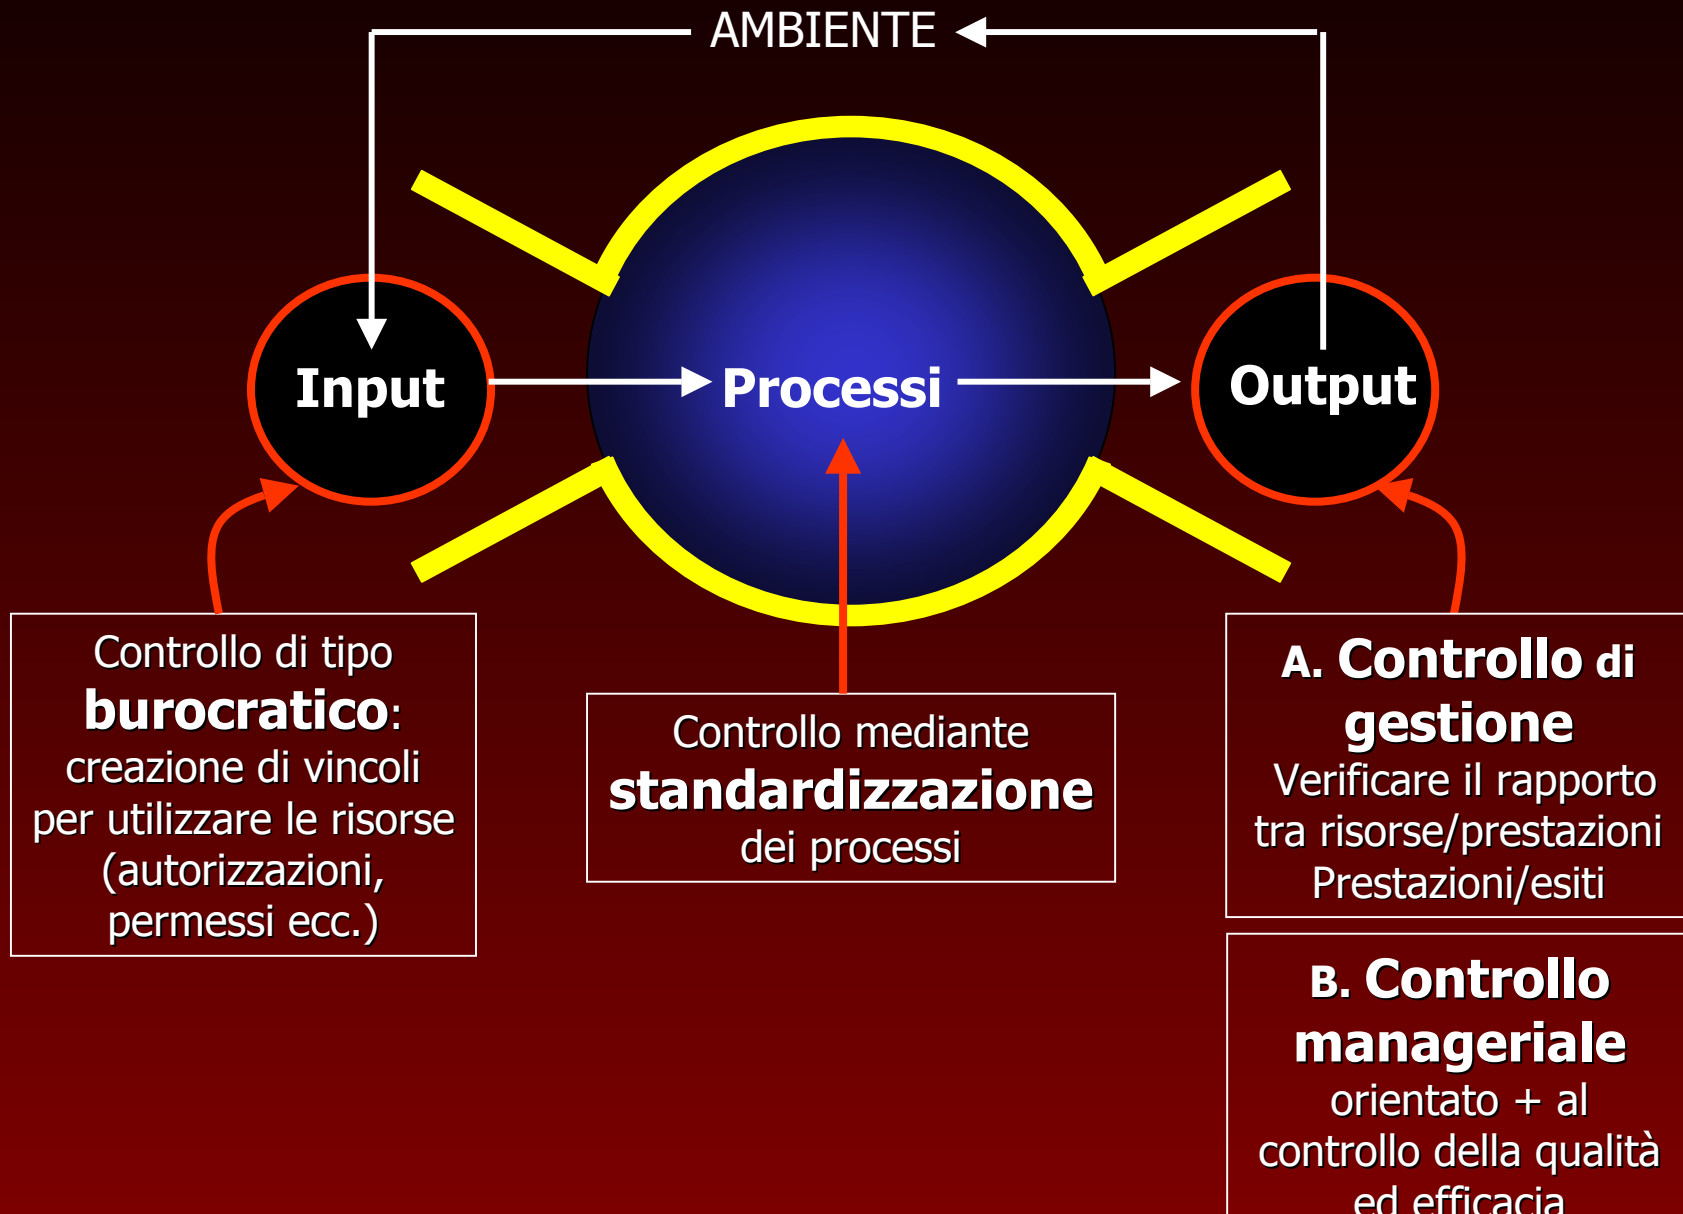 AMBIENTE
Input
Processi
Output
Controllo di tipo
burocratico:
creazione di vincoli
per utilizzare le risorse
(autorizzazioni,
permessi ecc.)
Controllo mediante
standardizzazione
dei processi
A. Controllo di
gestione
Verificare il rapporto
tra risorse/prestazioni
Prestazioni/esiti
B. Controllo
manageriale
orientato + al
controllo della qualità
ed efficacia